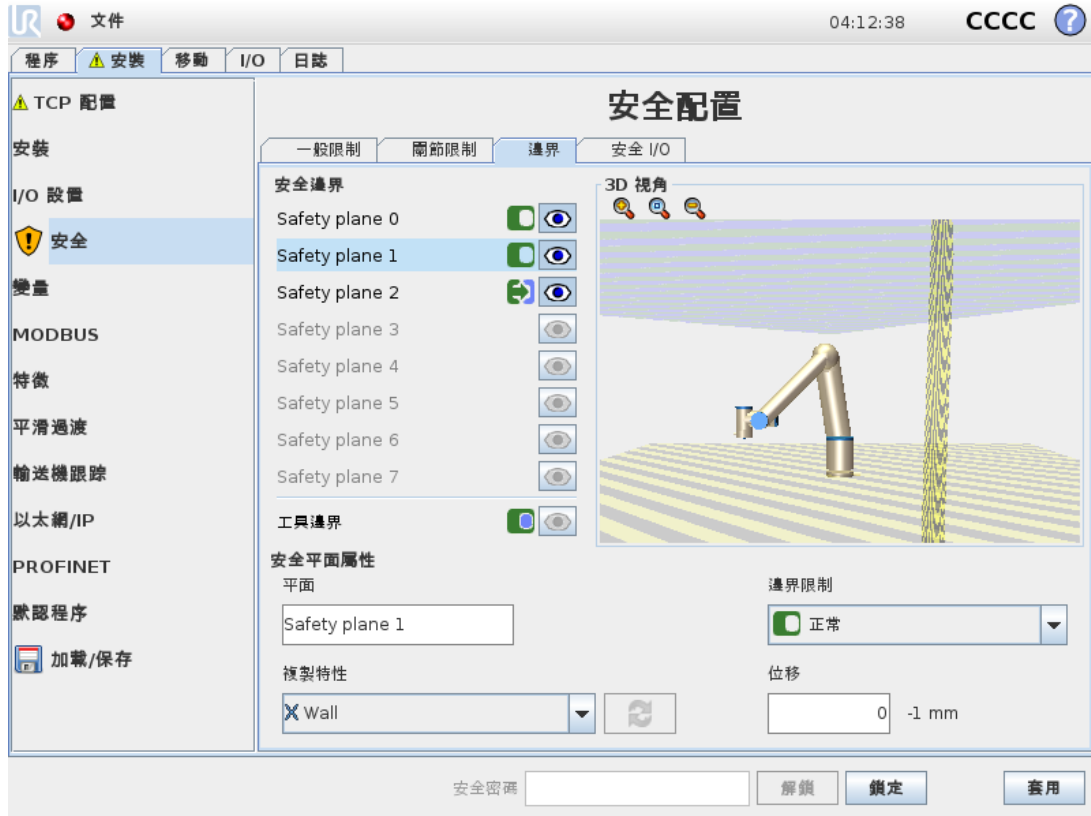 UR 文件 04:12:38 CCCC ?
程序 安裝 移動 I/O 日誌
TCP 配置
安裝
I/O 設置
安全
變量
MODBUS
特徵
平滑過渡
輸送機跟踪
以太網/IP
PROFINET
默認程序
加載/保存
安全配置
一般限制 關節限制 邊界 安全 I/O
安全邊界
Safety plane 0
Safety plane 1
Safety plane 2
Safety plane 3
Safety plane 4
Safety plane 5
Safety plane 6
Safety plane 7
工具邊界
3D 視角
安全平面屬性
平面
Safety plane 1
邊界限制
正常
複製特性
Wall
位移
0 -1 mm
安全密碼 解鎖 鎖定 套用